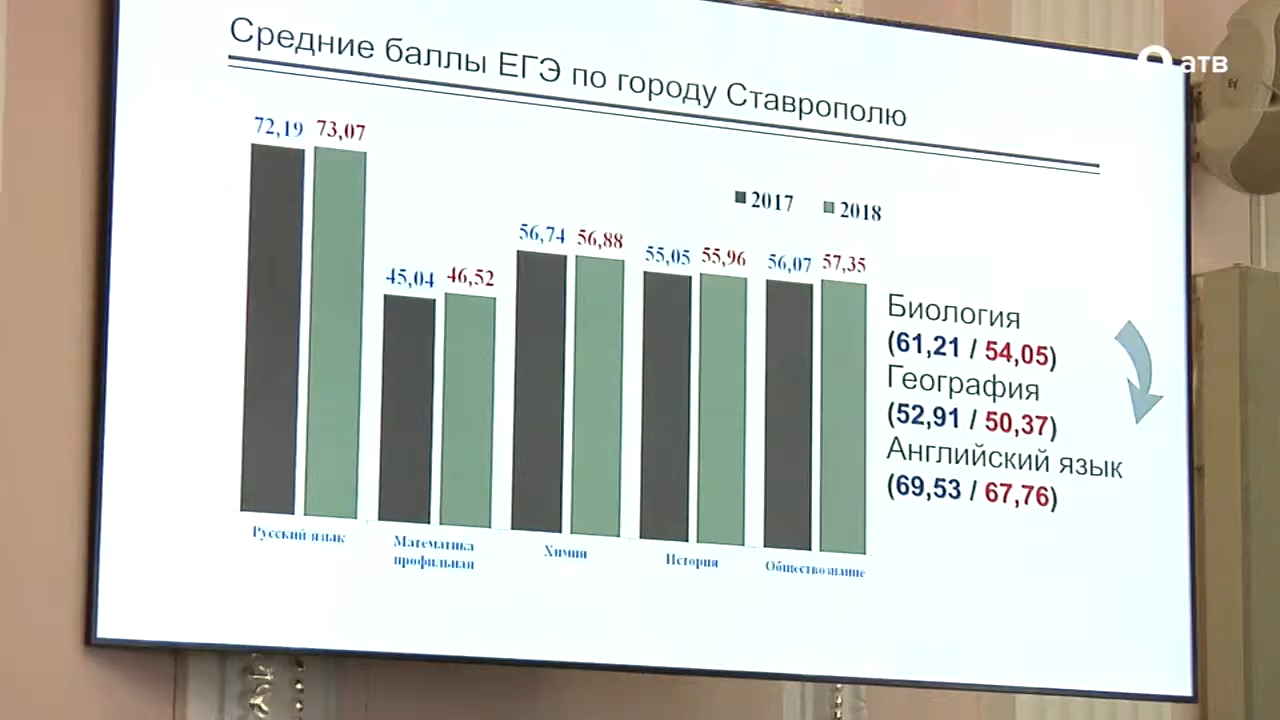 Средние баллы ЕГЭ по городу Ставрополю
атв
72,19 73,07
2017 2018
56,74 56,88
55,05 55,96
56,07 57,35
45,04 46,52
Биология
(61,21 / 54,05)
География
(52,91 / 50,37)
Английский язык
(69,53 / 67,76)
Русский язык
Математика
профильная
Химия
История
Обществознание